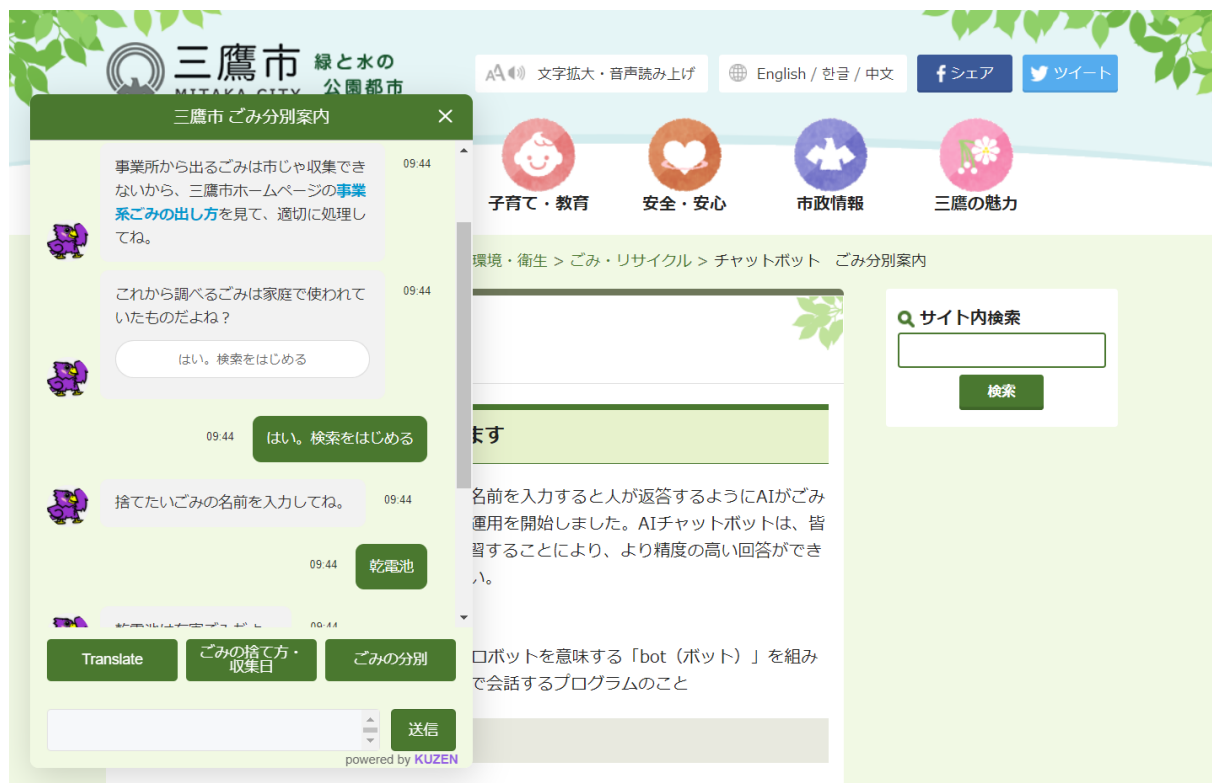 三鷹市
MITAKA CITY
緑と水の
公園都市
文字拡大・音声読み上げ
English / 한글 / 中文
シェア
ツイート
子育て・教育
安全・安心
市政情報
三鷹の魅力
環境・衛生 > ごみ・リサイクル > チャットボット　ごみ分別案内
サイト内検索
検索
ます
名前を入力すると人が返答するようにAIがごみ
運用を開始しました。AIチャットボットは、皆
習することにより、より精度の高い回答ができ
い。
ロボットを意味する「bot（ボット）」を組み
で会話するプログラムのこと
三鷹市 ごみ分別案内
事業所から出るごみは市じゃ収集でき
ないから、三鷹市ホームページの事業
系ごみの出し方を見て、適切に処理し
てね。
09:44
これから調べるごみは家庭で使われて
いたものだよね？
09:44
はい。検索をはじめる
09:44
はい。検索をはじめる
捨てたいごみの名前を入力してね。
09:44
09:44
乾電池
乾電池は有害ごみだよ
09:44
Translate
ごみの捨て方・
収集日
ごみの分別
送信
powered by KUZEN